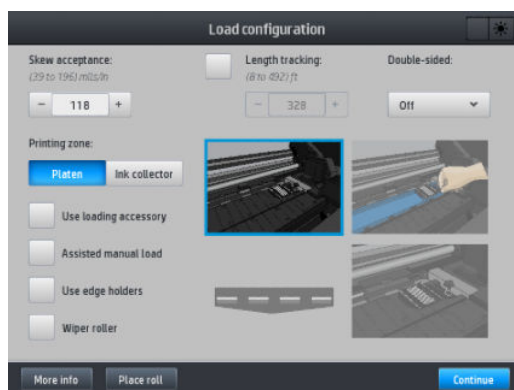 Load configuration
Skew acceptance:
(39 to 196) mils/in
- 118 +
Length tracking:
(8 to 492) ft
- 328 +
Double-sided:
Off
Printing zone:
Platen Ink collector
Use loading accessory
Assisted manual load
Use edge holders
Wiper roller
More info Place roll Continue